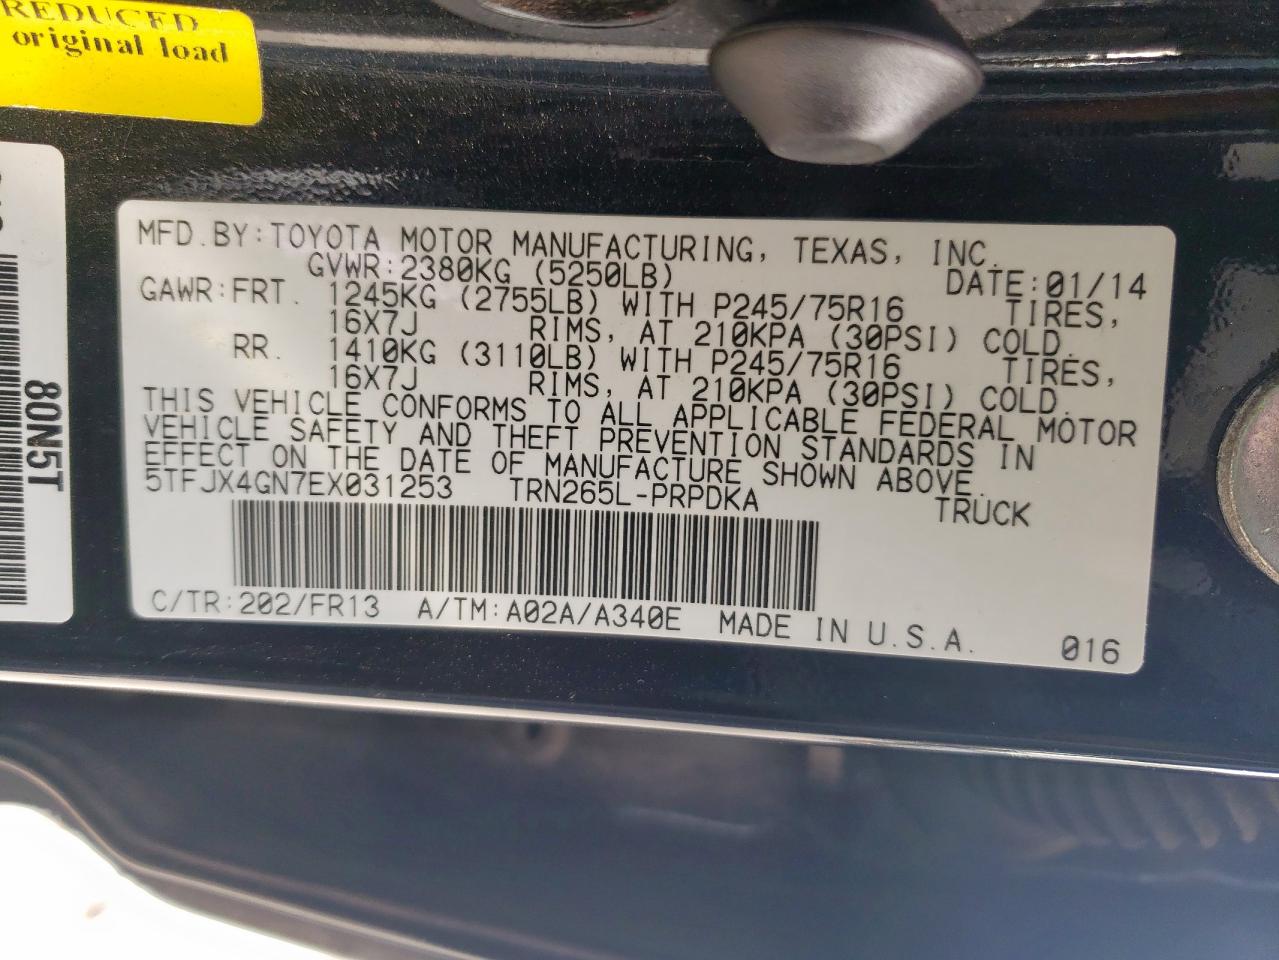 REDUCED
original load
80N5T
MFD.BY:TOYOTA MOTOR MANUFACTURING, TEXAS, INC.
GVWR:2380KG (5250LB) DATE:01/14
GAWR:FRT. 1245KG (2755LB) WITH P245/75R16 TIRES,
16X7J RIMS, AT 210KPA (30PSI) COLD.
RR. 1410KG (3110LB) WITH P245/75R16 TIRES,
16X7J RIMS, AT 210KPA (30PSI) COLD.
THIS VEHICLE CONFORMS TO ALL APPLICABLE FEDERAL MOTOR
VEHICLE SAFETY AND THEFT PREVENTION STANDARDS IN
EFFECT ON THE DATE OF MANUFACTURE SHOWN ABOVE.
5TFJX4GN7EX031253 TRN265L-PRPDKA TRUCK
C/TR:202/FR13 A/TM:A02A/A340E MADE IN U.S.A. 016